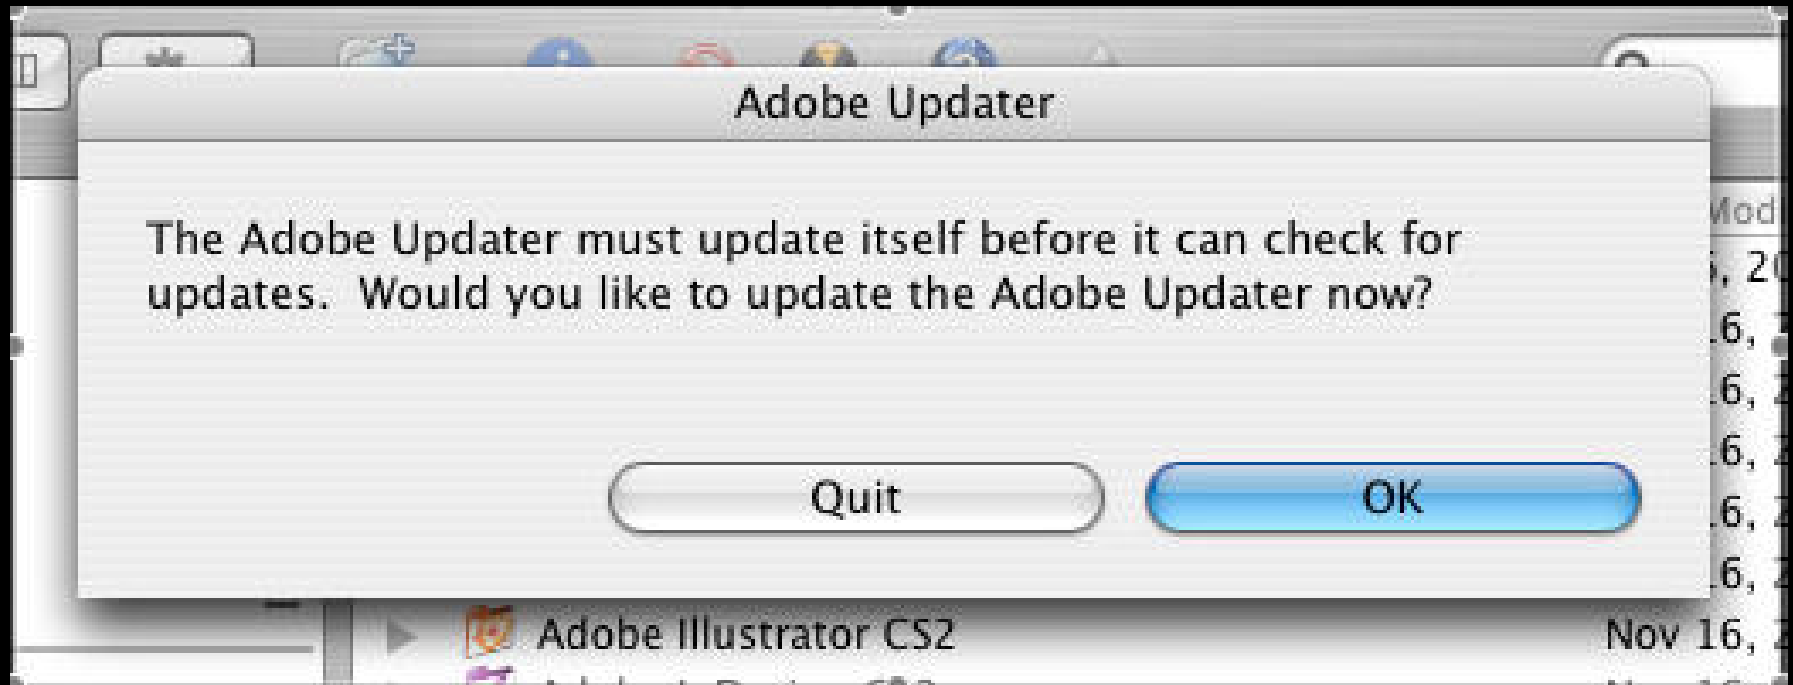 Adobe Updater
The Adobe Updater must update itself before it can check for
updates.  Would you like to update the Adobe Updater now?
Quit
OK
Adobe Illustrator CS2
Nov 16,